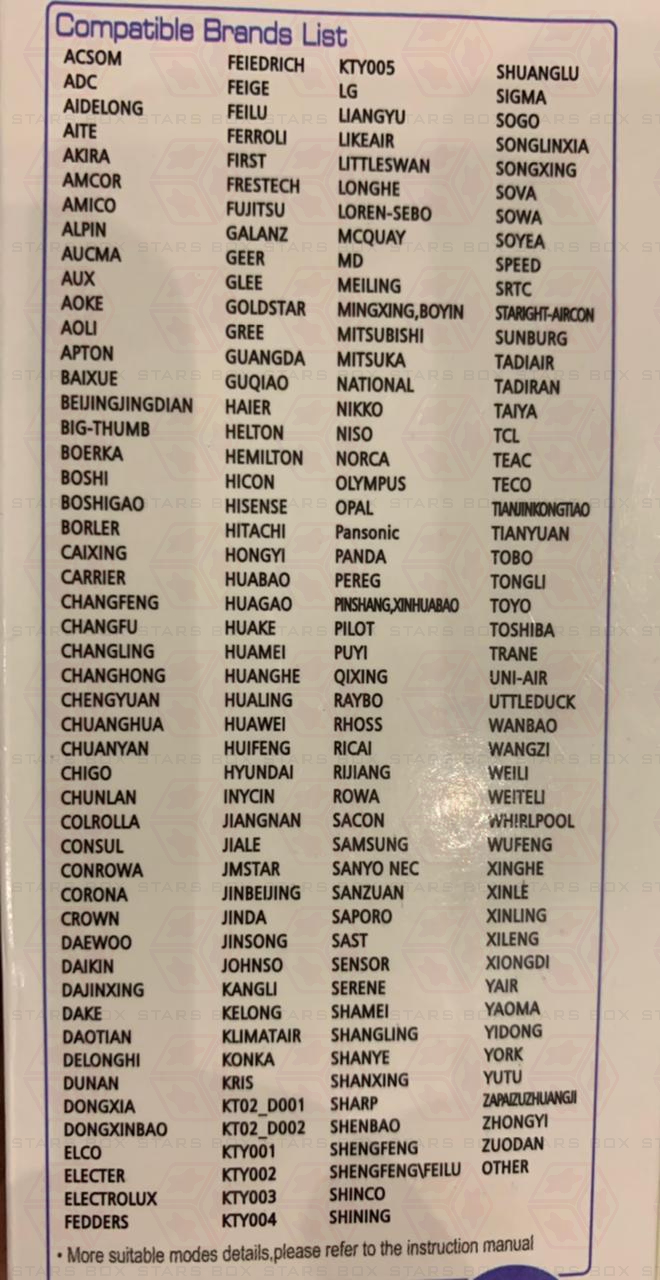 Compatible Brands List
ACSOM
ADC
AIDELONG
AITE
AKIRA
AMCOR
AMICO
ALPIN
AUCMA
AUX
AOKE
AOLI
APTON
BAIXUE
BEIJINGJINGDIAN
BIG-THUMB
BOERKA
BOSHI
BOSHIGAO
BORLER
CAIXING
CARRIER
CHANGFENG
CHANGFU
CHANGLING
CHANGHONG
CHENGYUAN
CHUANGHUA
CHUANYAN
CHIGO
CHUNLAN
COLROLLA
CONSUL
CONROWA
CORONA
CROWN
DAEWOO
DAIKIN
DAJINXING
DAKE
DAOTIAN
DELONGHI
DUNAN
DONGXIA
DONGXINBAO
ELCO
ELECTER
ELECTROLUX
FEDDERS
FEIEDRICH
FEIGE
FEILU
FERROLI
FIRST
FRESTECH
FUJITSU
GALANZ
GEER
GLEE
GOLDSTAR
GREE
GUANGDA
GUQIAO
HAIER
HELTON
HEMILTON
HICON
HISENSE
HITACHI
HONGYI
HUABAO
HUAGAO
HUAKE
HUAMEI
HUANGHE
HUALING
HUAWEI
HUIFENG
HYUNDAI
INYCIN
JIANGNAN
JIALE
JMSTAR
JINBEIJING
JINDA
JINSONG
JOHNSO
KANGLI
KELONG
KLIMATAIR
KONKA
KRIS
KT02_D001
KT02_D002
KTY001
KTY002
KTY003
KTY004
KTY005
LG
LIANGYU
LIKEAIR
LITTLESWAN
LONGHE
LOREN-SEBO
MCQUAY
MD
MEILING
MINGXING,BOYIN
MITSUBISHI
MITSUKA
NATIONAL
NIKKO
NISO
NORCA
OLYMPUS
OPAL
Pansonic
PANDA
PEREG
PINSHANG,XINHUABAO
PILOT
PUYI
QIXING
RAYBO
RHOSS
RICAI
RIJIANG
ROWA
SACON
SAMSUNG
SANYO NEC
SANZUAN
SAPORO
SAST
SENSOR
SERENE
SHAMEI
SHANGLING
SHANYE
SHANXING
SHARP
SHENBAO
SHENGFENG
SHENGFENG\FEILU
SHINCO
SHINING
SHUANGLU
SIGMA
SOGO
SONGLINXIA
SONGXING
SOVA
SOWA
SOYEA
SPEED
SRTC
STARIGHT-AIRCON
SUNBURG
TADIAIR
TADIRAN
TAIYA
TCL
TEAC
TECO
TIANJINKONGTIAO
TIANYUAN
TOBO
TONGLI
TOYO
TOSHIBA
TRANE
UNI-AIR
UTTLEDUCK
WANBAO
WANGZI
WEILI
WEITELI
WHIRLPOOL
WUFENG
XINGHE
XINLE
XINLING
XILENG
XIONGDI
YAIR
YAOMA
YIDONG
YORK
YUTU
ZAPAIZUZHUANGJI
ZHONGYI
ZUODAN
OTHER
• More suitable modes details,please refer to the instruction manual
STARS BOX